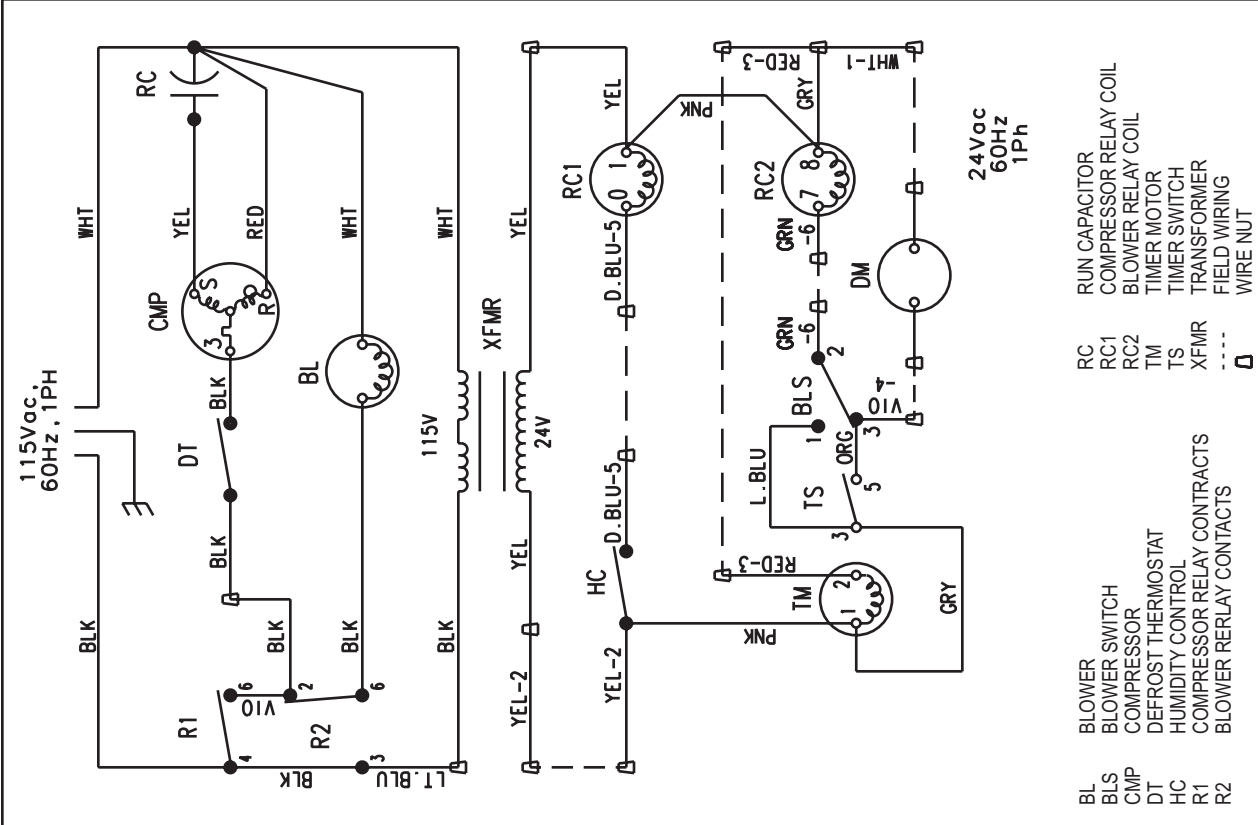 115Vac,
60Hz, 1PH
BLK
WHT
RC
YEL
RED
CMP
S
R
3
BLK
DT
BLK
WHT
BL
R1
4
6
VIO
2
BLK
BLK
R2
3
6
BLK
LT.BLU
BLK
115V
WHT
XFMR
24V
YEL-2
YEL
YEL
YEL-2
HC
D.BLU-5
D.BLU-5
RC1
0
1
YEL
PNK
RED-3
RED-3
GRY
WHT-1
RC2
7
8
GRN
-6
GRN
-6
BLS
2
1
3
L.BLU
ORG
VIO
-4
TS
3
5
TM
1
2
PNK
GRY
DM
24Vac
60Hz
1Ph
BL BLOWER
BLS BLOWER SWITCH
CMP COMPRESSOR
DT DEFROST THERMOSTAT
HC HUMIDITY CONTROL
R1 COMPRESSOR RELAY CONTRACTS
R2 BLOWER RERLAY CONTACTS
RC RUN CAPACITOR
RC1 COMPRESSOR RELAY COIL
RC2 BLOWER RELAY COIL
TM TIMER MOTOR
TS TIMER SWITCH
XFMR TRANSFORMER
---- FIELD WIRING
WIRE NUT